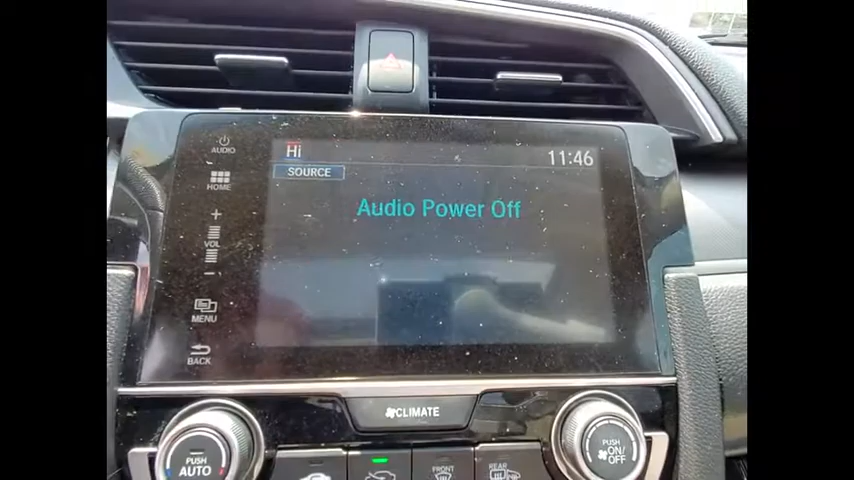 AUDIO
HOME
+
VOL
-
MENU
BACK
Hi
11:46
SOURCE
Audio Power Off
CLIMATE
PUSH
AUTO
FRONT
REAR
PUSH
ON/
OFF